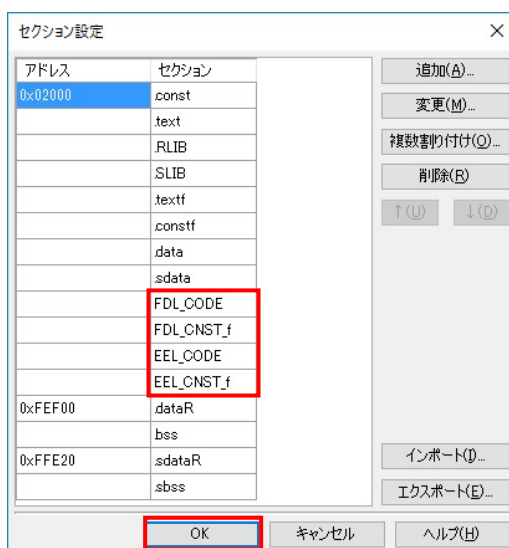 セクション設定
アドレス セクション
0x02000 .const
.text
.RLIB
.SLIB
.textf
.constf
.data
.sdata
FDL_CODE
FDL_CNST_f
EEL_CODE
EEL_CNST_f
0xFEF00 .dataR
.bss
0xFFE20 .sdataR
.sbss
追加(A)...
変更(M)...
複数割り付け(O)...
削除(R)
↑(U) ↓(D)
インポート(I)...
エクスポート(E)...
OK キャンセル ヘルプ(H)